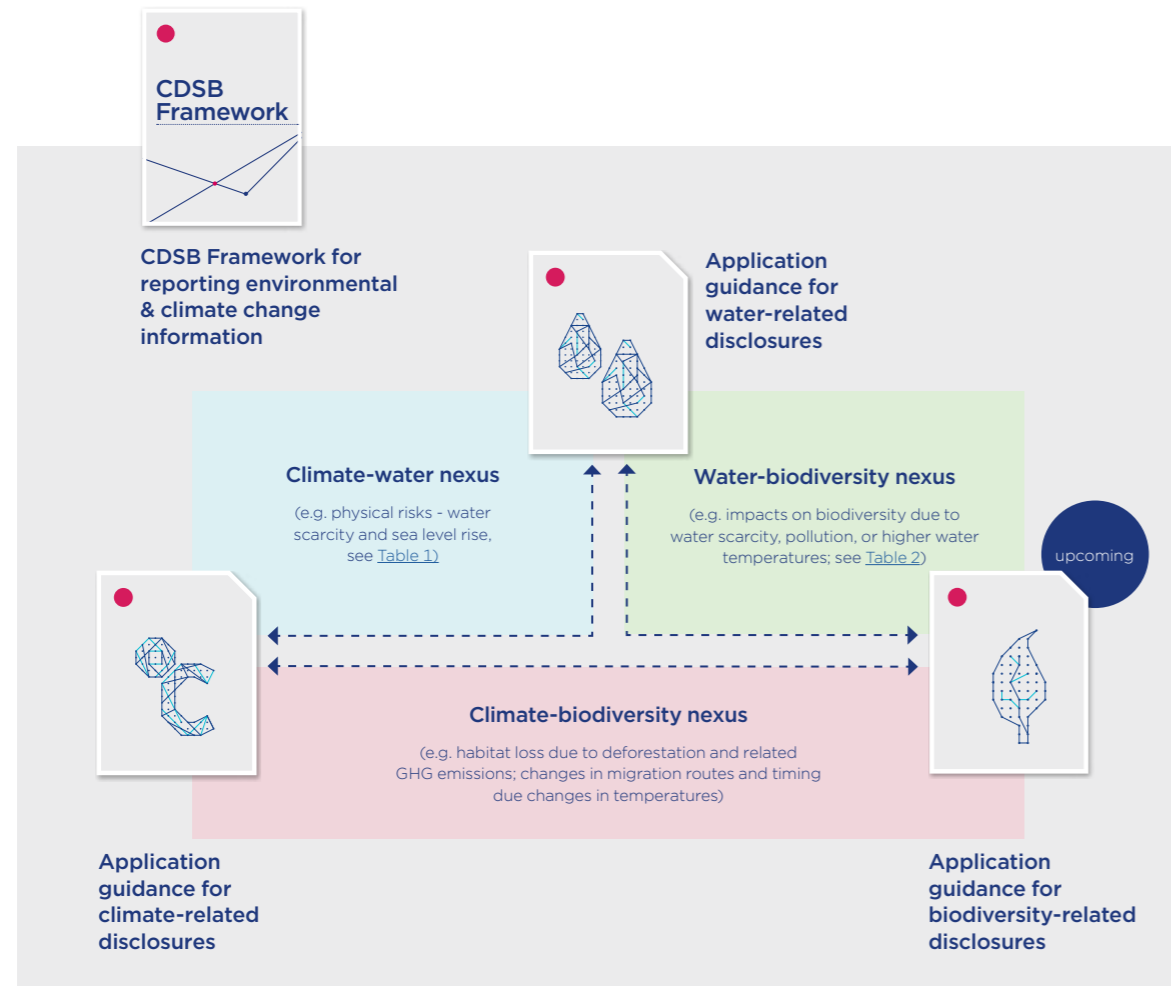 CDSB
Framework
CDSB Framework for
reporting environmental
& climate change
information
Application
guidance for
water-related
disclosures
Climate-water nexus
(e.g. physical risks - water
scarcity and sea level rise,
see Table 1)
Water-biodiversity nexus
(e.g. impacts on biodiversity due to
water scarcity, pollution, or higher water
temperatures; see Table 2)
upcoming
Climate-biodiversity nexus
(e.g. habitat loss due to deforestation and related
GHG emissions; changes in migration routes and timing
due changes in temperatures)
Application
guidance for
climate-related
disclosures
Application
guidance for
biodiversity-related
disclosures